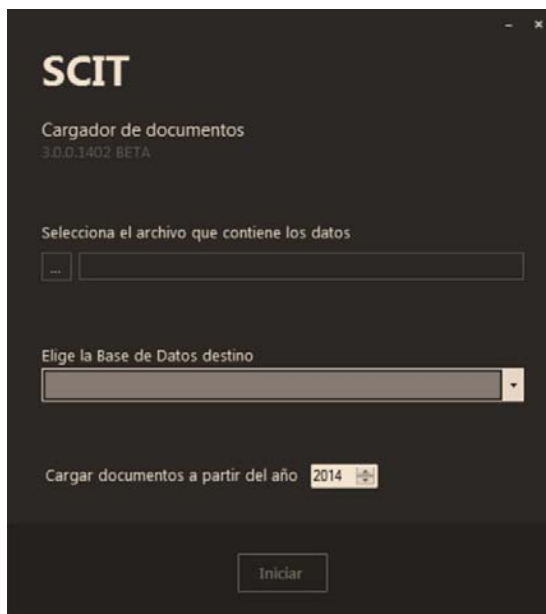 SCIT
Cargador de documentos
3.0.0.1402 BETA
Selecciona el archivo que contiene los datos
...
Elige la Base de Datos destino
Cargar documentos a partir del año 2014
Iniciar